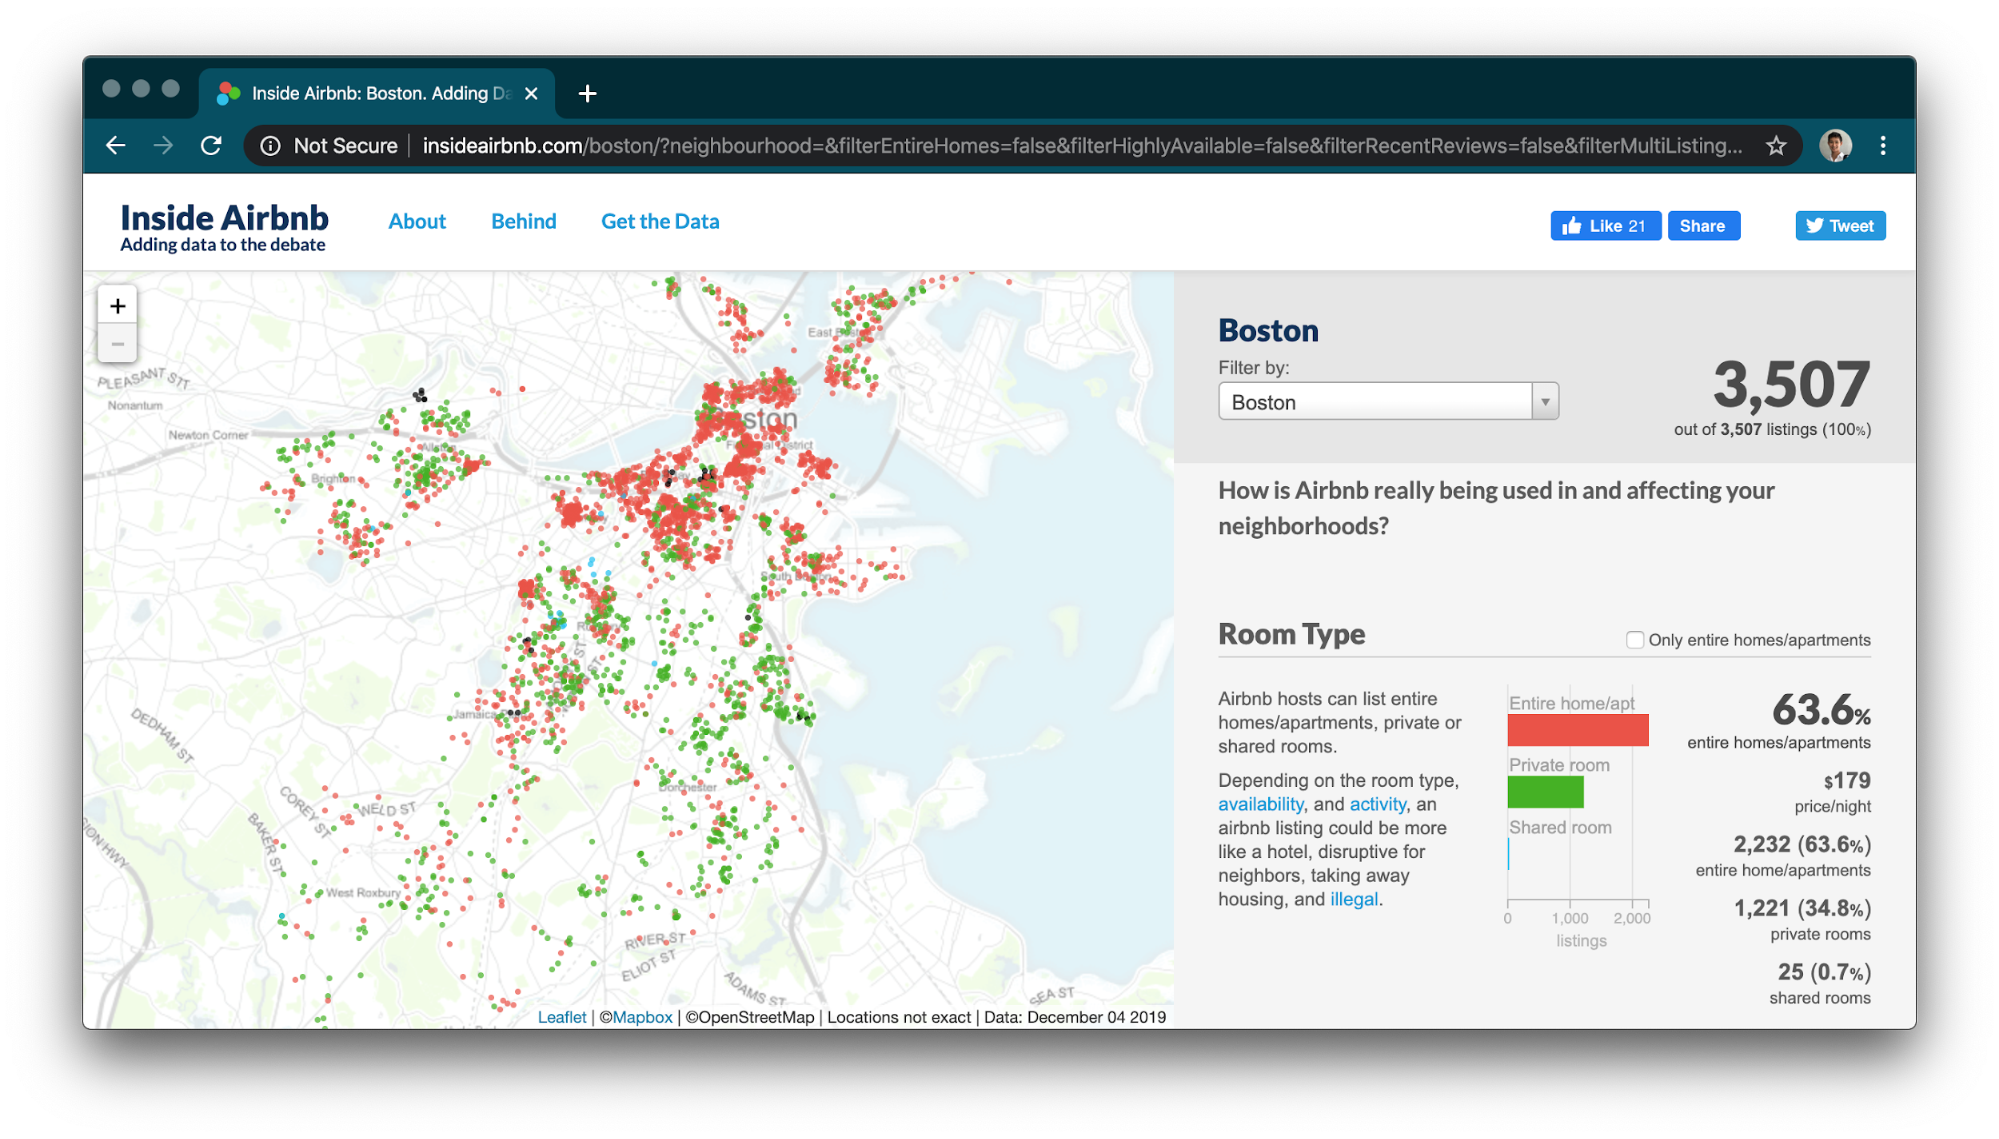 Inside Airbnb: Boston. Adding Da
Not Secure | insideairbnb.com/boston/?neighbourhood=&filterEntireHomes=false&filterHighlyAvailable=false&filterRecentReviews=false&filterMultiListing...
Inside Airbnb
Adding data to the debate
About
Behind
Get the Data
Like 21
Share
Tweet
+
−
PLEASANT ST
Nonantum
Newton Corner
Allston
Brighton
East Boston
Boston
Financial District
South Boston
Jamaica
DEDHAM ST
COREY ST
WELD ST
BAKER ST
West Roxbury
Dorchester
RIVER ST
ELIOT ST
ADAMS ST
SEA ST
Leaflet | ©Mapbox | ©OpenStreetMap | Locations not exact | Data: December 04 2019
Boston
Filter by:
Boston
3,507
out of 3,507 listings (100%)
How is Airbnb really being used in and affecting your
neighborhoods?
Room Type
Only entire homes/apartments
Airbnb hosts can list entire
homes/apartments, private or
shared rooms.
Depending on the room type,
availability, and activity, an
airbnb listing could be more
like a hotel, disruptive for
neighbors, taking away
housing, and illegal.
Entire home/apt
Private room
Shared room
0 1,000 2,000
listings
63.6%
entire homes/apartments
$179
price/night
2,232 (63.6%)
entire home/apartments
1,221 (34.8%)
private rooms
25 (0.7%)
shared rooms